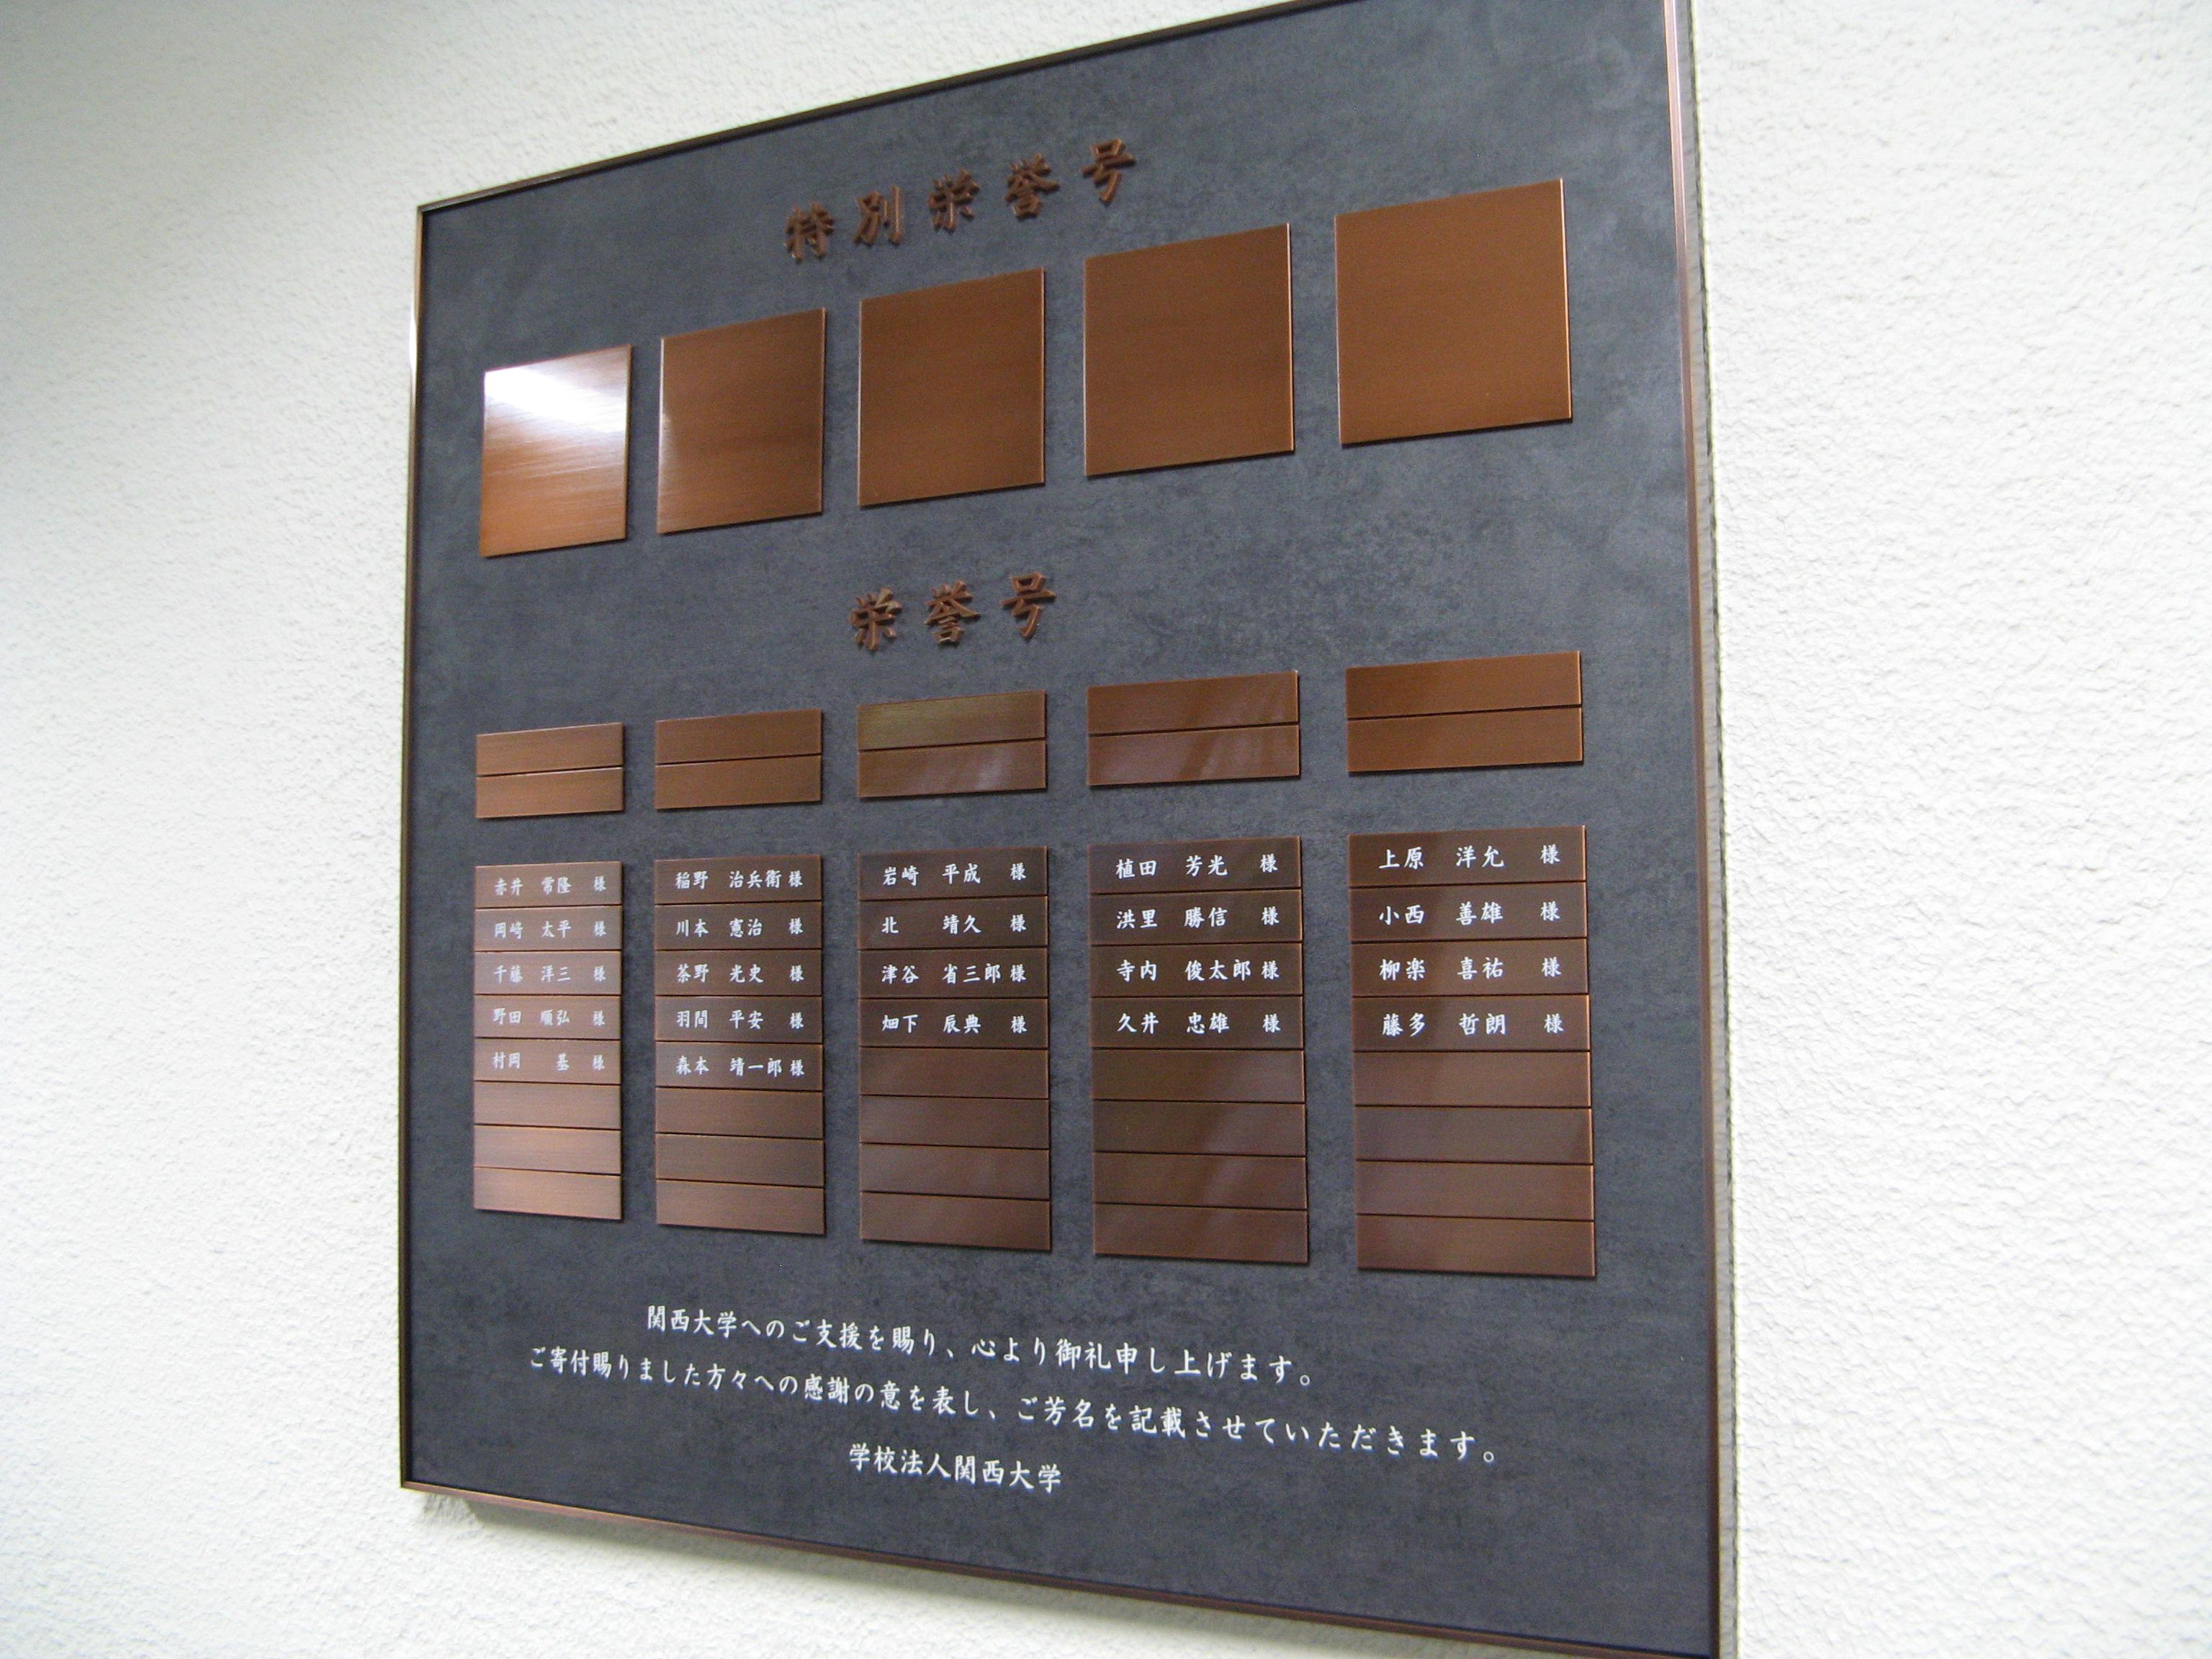 特別栄誉号
栄誉号
赤井 常隆 様 稲野 治兵衛 様 岩崎 平成 様 植田 芳光 様 上原 洋允 様
岡崎 太平 様 川本 憲治 様 北 靖久 様 洪里 勝信 様 小西 善雄 様
千藤 洋三 様 茶野 光史 様 津谷 省三郎 様 寺内 俊太郎 様 柳楽 喜祐 様
野田 順弘 様 羽間 平安 様 畑下 辰典 様 久井 忠雄 様 藤多 哲朗 様
村岡 基 様 森本 靖一郎 様
関西大学へのご支援を賜り、心より御礼申し上げます。
ご寄付賜りました方々への感謝の意を表し、ご芳名を記載させていただきます。
学校法人関西大学